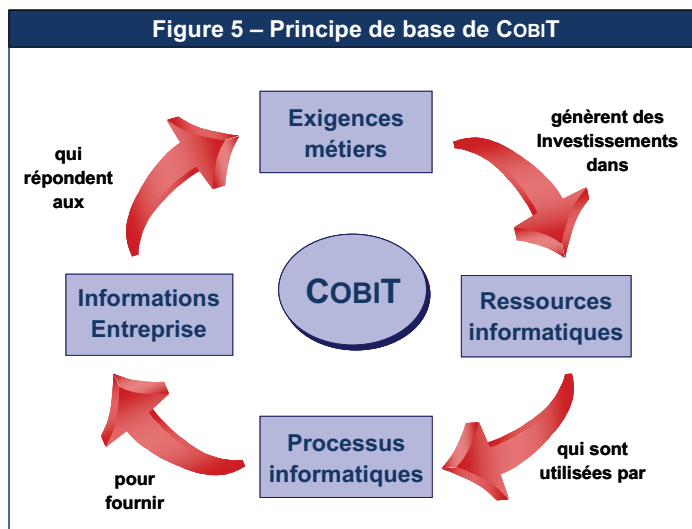 Figure 5 – Principe de base de COBIT
Exigences
métiers
génèrent des
Investissements
dans
Ressources
informatiques
qui sont
utilisées par
Processus
informatiques
pour
fournir
Informations
Entreprise
qui
répondent
aux
COBIT